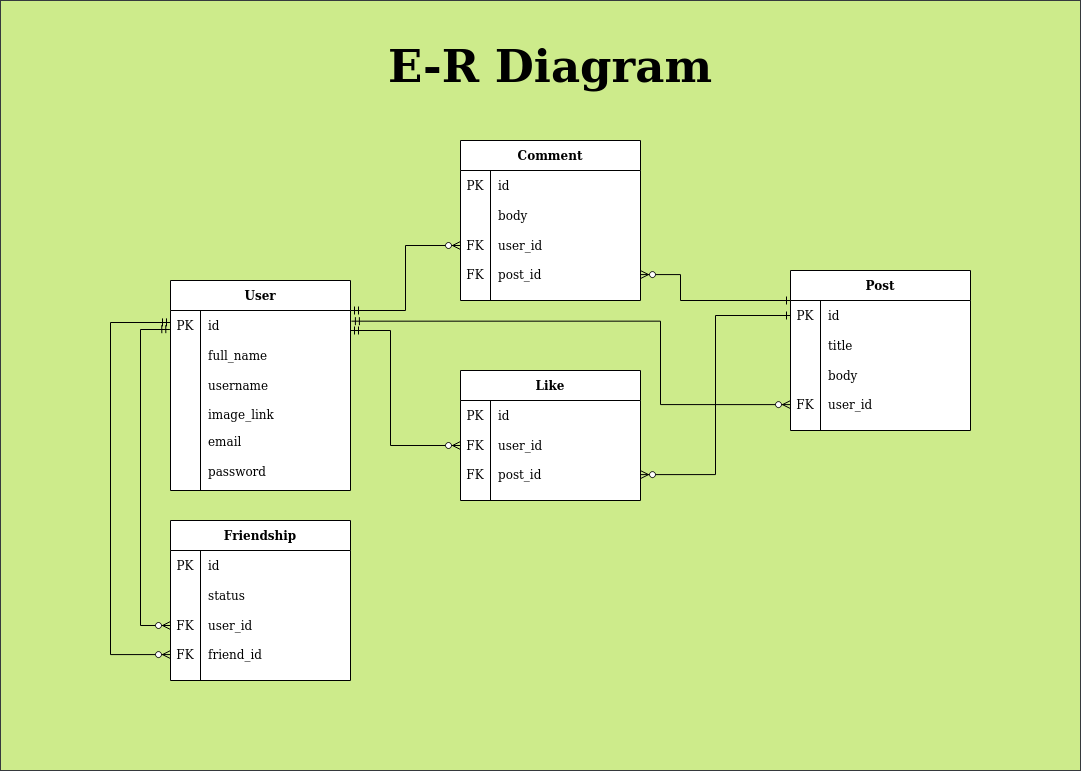 E-R Diagram
Comment
PK id
body
FK user_id
FK post_id
User
PK id
full_name
username
image_link
email
password
Post
PK id
title
body
FK user_id
Like
PK id
FK user_id
FK post_id
Friendship
PK id
status
FK user_id
FK friend_id